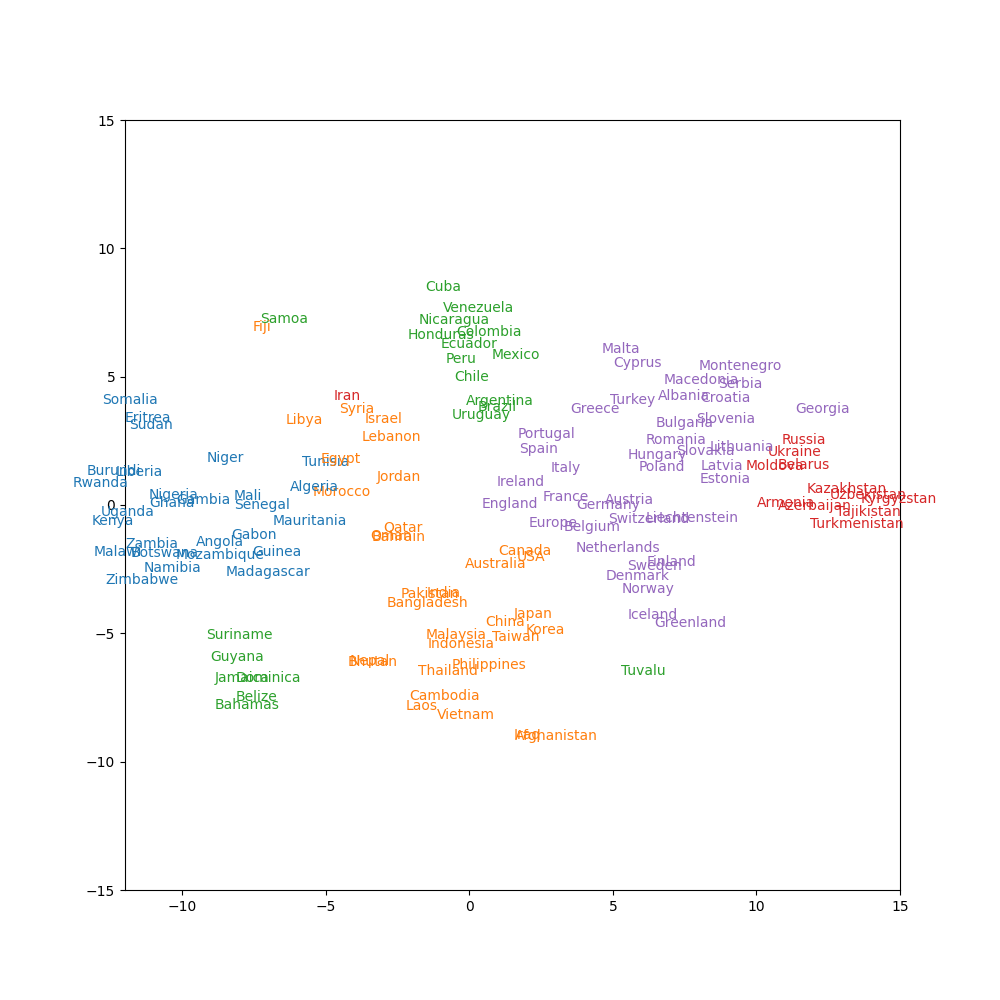 15
Cuba
Venezuela
Samoa
Nicaragua
Fiji
Honduras
Colombia
Ecuador
10
Mexico
Malta
Peru
Cyprus
Montenegro
Chile
5
Macedonia
Serbia
Iran
Albania
Croatia
Somalia
Argentina
Turkey
Brazil
Syria
Greece
Georgia
Uruguay
Israel
Libya
Slovenia
Eritrea
Bulgaria
Sudan
Portugal
Lebanon
Romania
Russia
Lithuania
Spain
Slovakia
Ukraine
Hungary
Niger
Egypt
Tunisia
Moldova
Belarus
Latvia
Poland
Italy
Burundi
Liberia
Jordan
Estonia
Ireland
Rwanda
Algeria
Kazakhstan
Morocco
Nigeria
Mali
Uzbekistan
France
Kyrgyzstan
Gambia
Austria
Ghana
Armenia
0
Senegal
England
Germany
Azerbaijan
Uganda
Tajikistan
Switzerland
Liechtenstein
Kenya
Mauritania
Europe
Turkmenistan
Belgium
Qatar
Gabon
Oman
Bahrain
Angola
Zambia
Netherlands
Malawi
Botswana
Mozambique
Guinea
Canada
USA
Australia
Finland
Sweden
Namibia
Madagascar
Denmark
Zimbabwe
Norway
Pakistan
India
Bangladesh
Japan
Iceland
China
Greenland
Korea
−5
Suriname
Malaysia
Taiwan
Indonesia
Guyana
Bhutan
Nepal
Philippines
Thailand
Tuvalu
Jamaica
Dominica
Belize
Cambodia
Bahamas
Laos
Vietnam
Iraq
Afghanistan
−10
−15
−10
−5
0
5
10
15